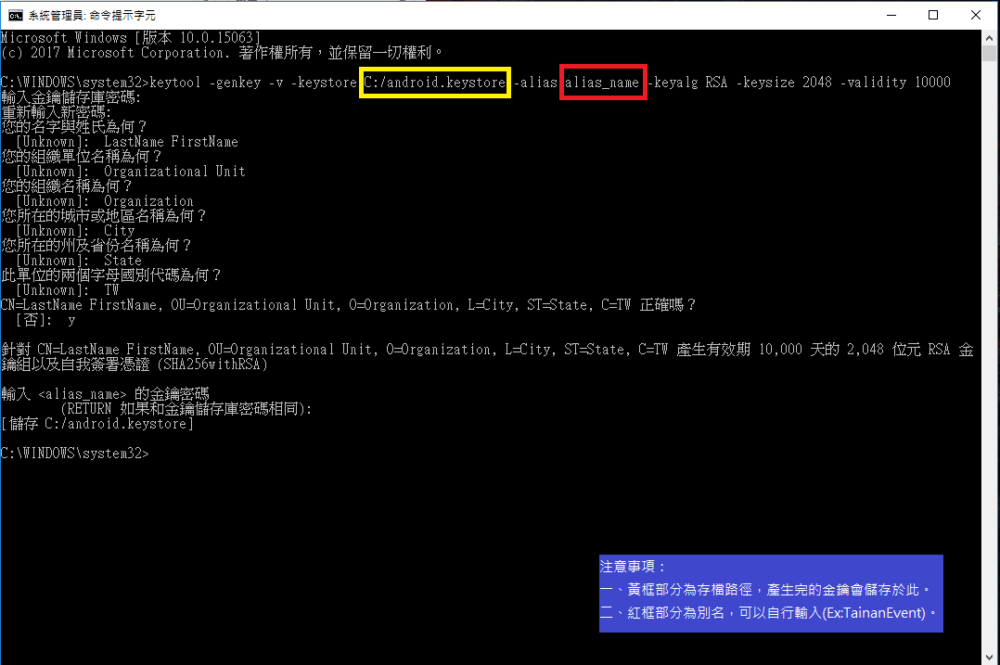 系統管理員: 命令提示字元
Microsoft Windows [版本 10.0.15063]
(c) 2017 Microsoft Corporation. 著作權所有，並保留一切權利。
C:\WINDOWS\system32>keytool -genkey -v -keystore C:/android.keystore -alias alias_name -keyalg RSA -keysize 2048 -validity 10000
輸入金鑰儲存庫密碼:
重新輸入新密碼:
您的名字與姓氏為何？
[Unknown]:  LastName FirstName
您的組織單位名稱為何？
[Unknown]:  Organizational Unit
您的組織名稱為何？
[Unknown]:  Organization
您所在的城市或地區名稱為何？
[Unknown]:  City
您所在的州及省份名稱為何？
[Unknown]:  State
此單位的兩個字母國別代碼為何？
[Unknown]:  TW
CN=LastName FirstName, OU=Organizational Unit, O=Organization, L=City, ST=State, C=TW 正確嗎？
[否]:  y
針對 CN=LastName FirstName, OU=Organizational Unit, O=Organization, L=City, ST=State, C=TW 產生有效期 10,000 天的 2,048 位元 RSA 金
鑰組以及自我簽署憑證 (SHA256withRSA)
輸入 <alias_name> 的金鑰密碼
(RETURN 如果和金鑰儲存庫密碼相同):
[儲存 C:/android.keystore]
C:\WINDOWS\system32>
注意事項：
一、黃框部分為存檔路徑，產生完的金鑰會儲存於此。
二、紅框部分為別名，可以自行輸入(Ex:TainanEvent)。